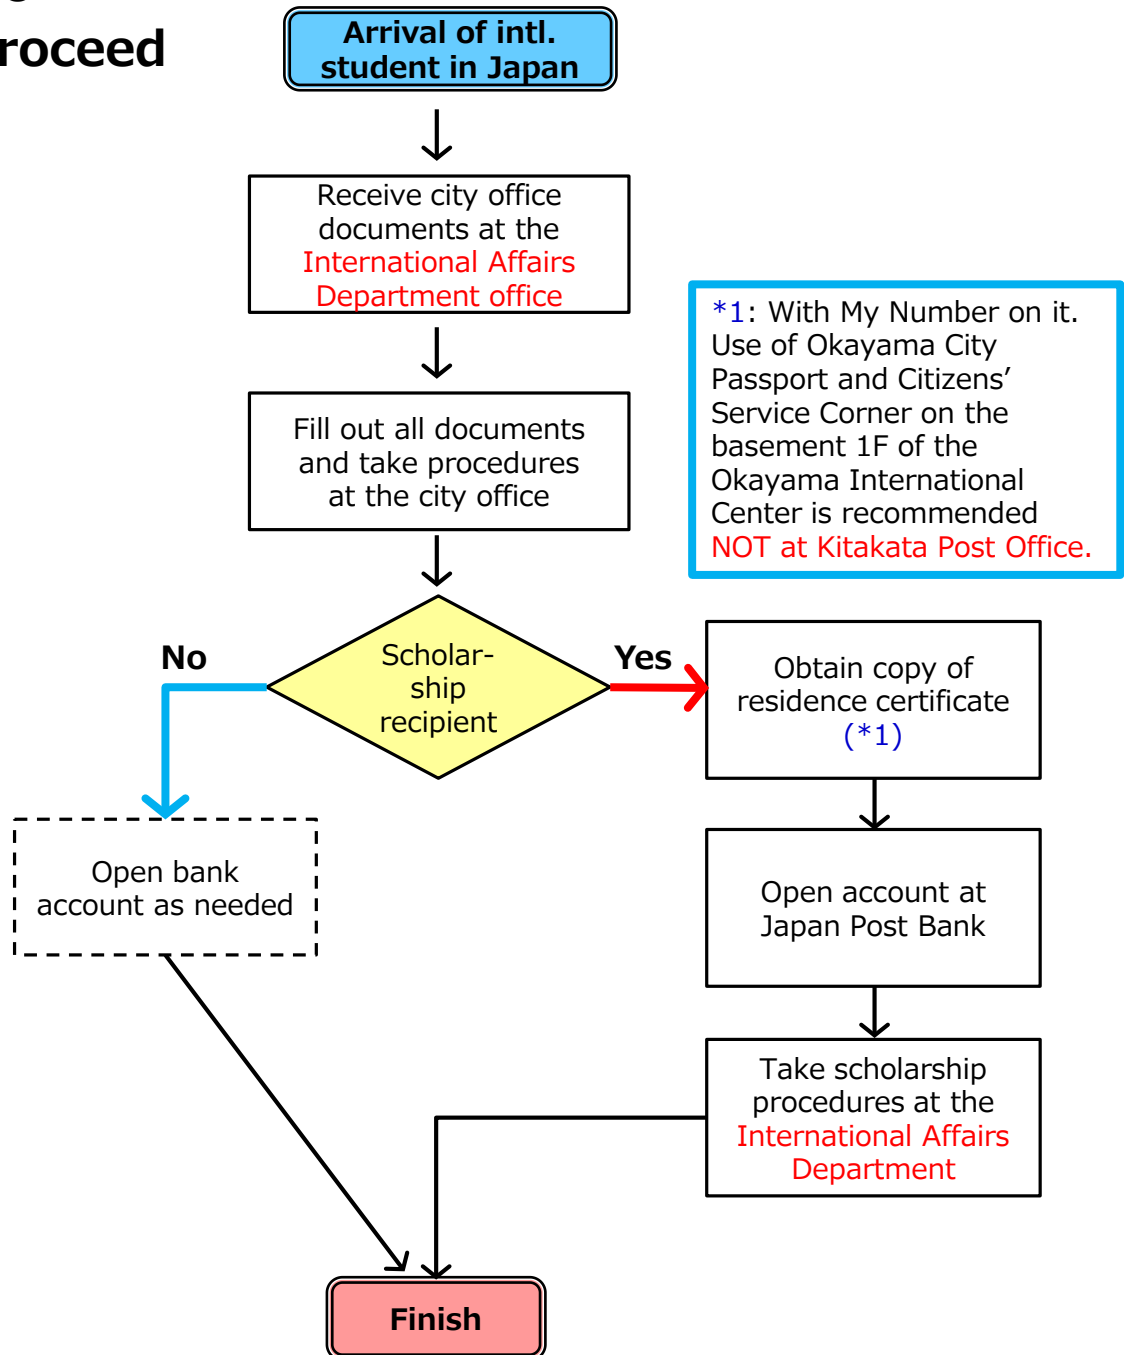 roceed
Arrival of intl.
student in Japan
Receive city office
documents at the
International Affairs
Department office
*1: With My Number on it.
Use of Okayama City
Passport and Citizens’
Service Corner on the
basement 1F of the
Okayama International
Center is recommended
NOT at Kitakata Post Office.
Fill out all documents
and take procedures
at the city office
Scholar-
ship
recipient
No
Yes
Obtain copy of
residence certificate
(*1)
Open bank
account as needed
Open account at
Japan Post Bank
Take scholarship
procedures at the
International Affairs
Department
Finish